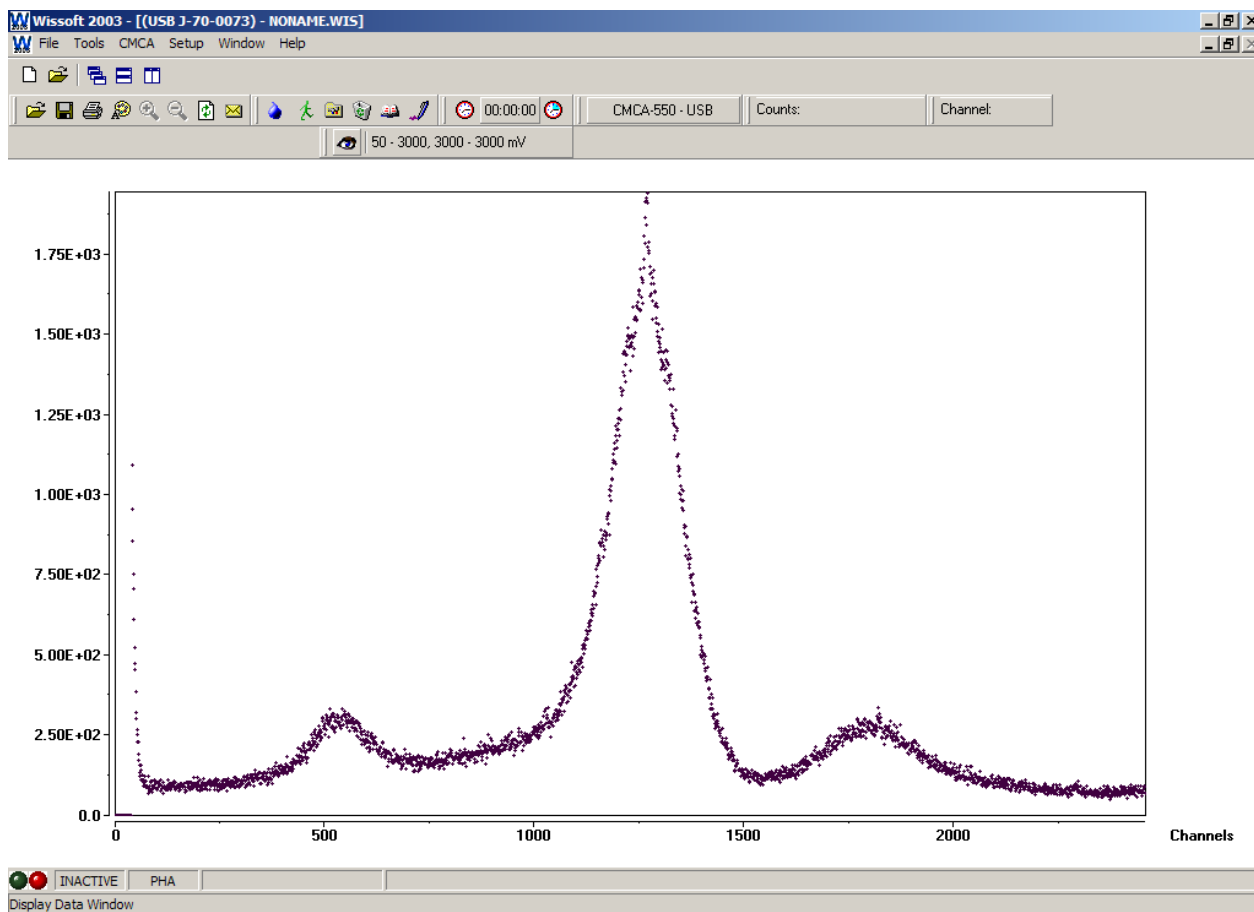 Wissoft 2003 - [(USB J-70-0073) - NONAME.WIS]
File Tools CMCA Setup Window Help
00:00:00 CMCA-550 - USB Counts: Channel:
50 - 3000, 3000 - 3000 mV
1.75E+03
1.50E+03
1.25E+03
1.00E+03
7.50E+02
5.00E+02
2.50E+02
0.0
0 500 1000 1500 2000 Channels
INACTIVE PHA
Display Data Window